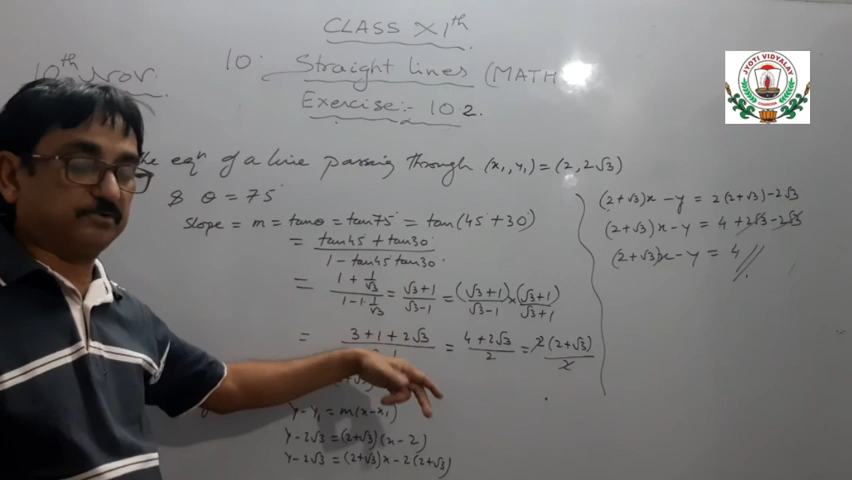 CLASS XIth
10th Nov.
10. Straight lines (MATH
Exercise:- 10.2.
JYOTI VIDYALAY
the eqn of a line passing through (x₁,y₁) = (2, 2√3)
& θ = 75°
Slope = m = tanθ = tan75° = tan(45° + 30°)
= tan45° + tan30° / 1 - tan45° tan30°
= 1 + 1/√3 / 1 - 1·1/√3 = √3+1 / √3-1 = (√3+1 / √3-1) × (√3+1 / √3+1)
= 3 + 1 + 2√3 / 1 = 4 + 2√3 / 2 = 2(2+√3) / 2
y - y₁ = m(x - x₁)
y - 2√3 = (2+√3)(x - 2)
y - 2√3 = (2+√3)x - 2(2+√3)
(2+√3)x - y = 2(2+√3) - 2√3
(2+√3)x - y = 4 + 2√3 - 2√3
(2+√3)x - y = 4